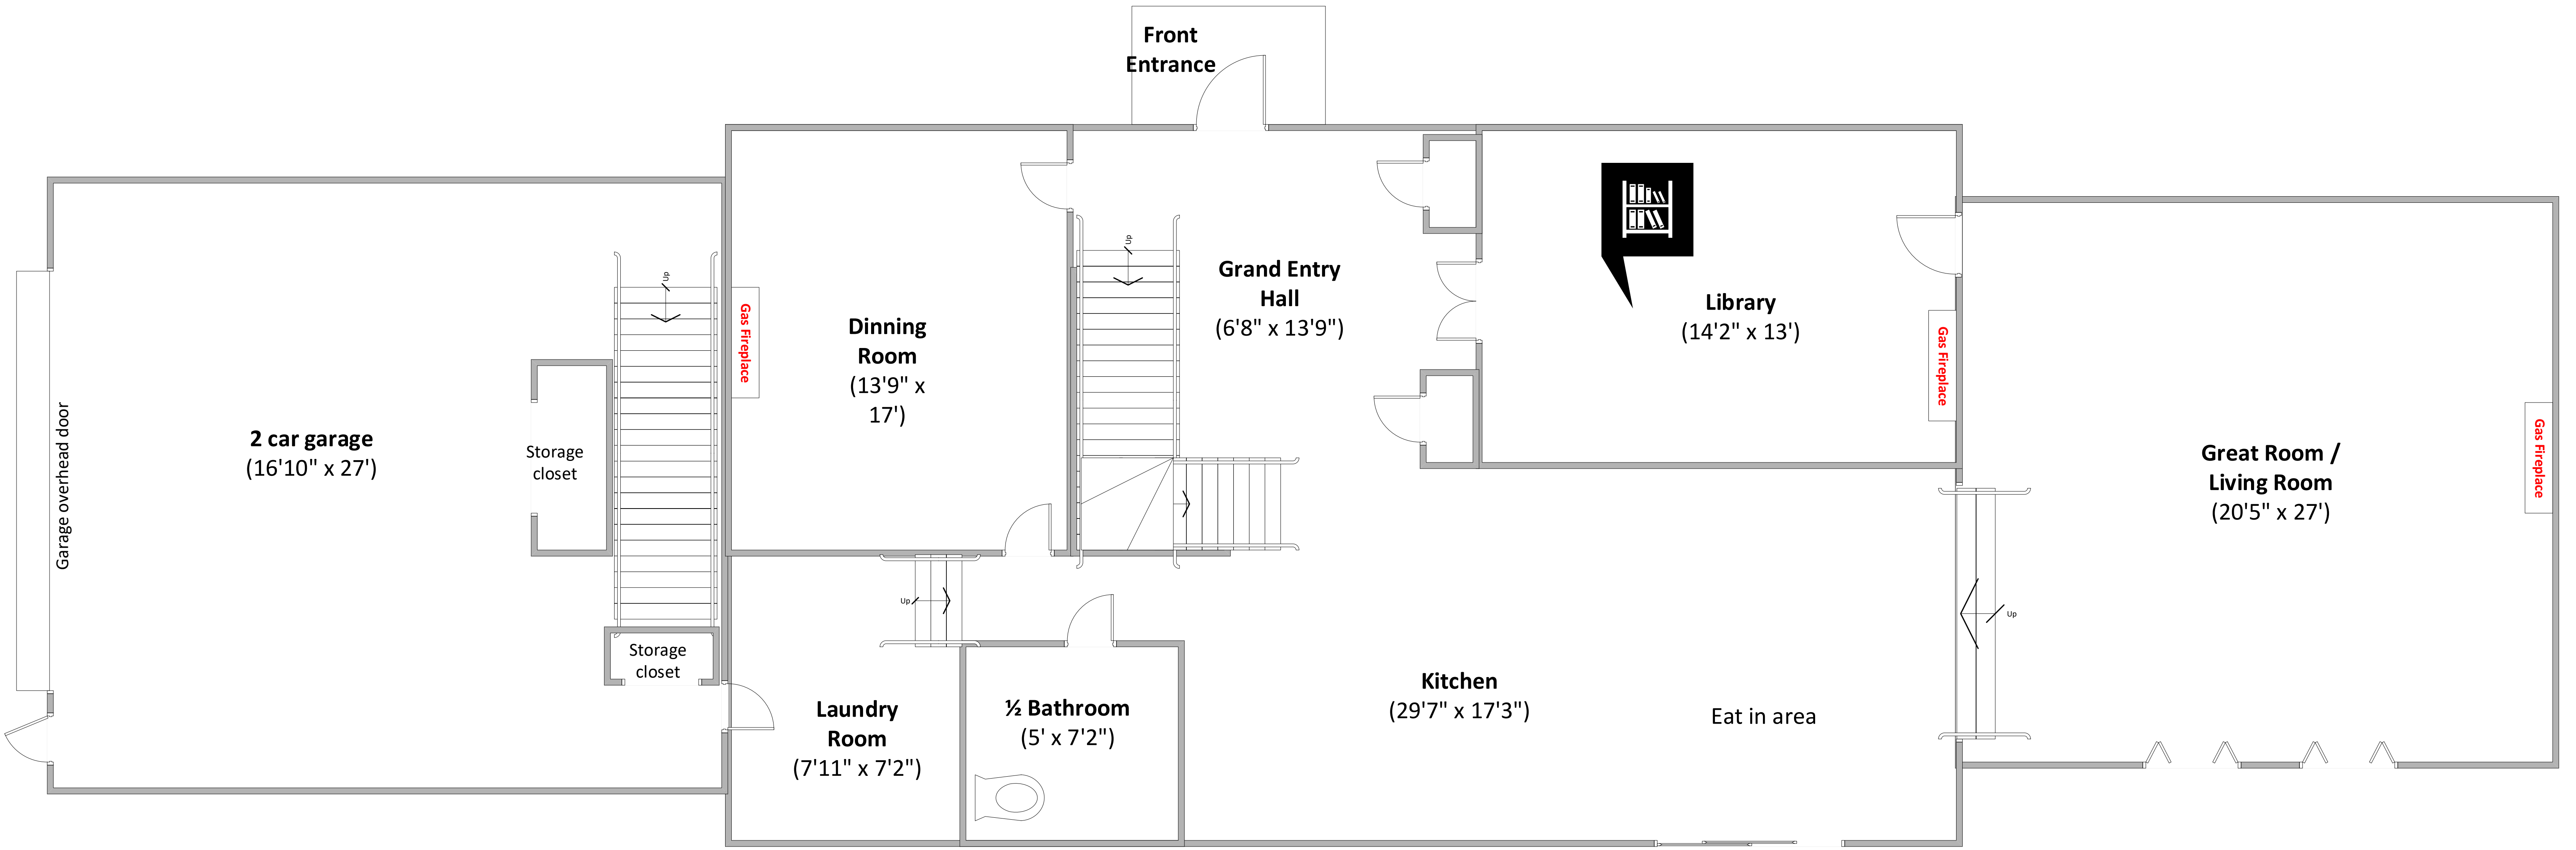 Front
Entrance
Up
Up
Grand Entry
Hall
(6'8" x 13'9")
Library
(14'2" x 13')
Gas Fireplace
Gas Fireplace
Dinning
Room
(13'9" x
17')
2 car garage
(16'10" x 27')
Garage overhead door
Storage
closet
Gas Fireplace
Great Room /
Living Room
(20'5" x 27')
Up
Up
Storage
closet
Laundry
Room
(7'11" x 7'2")
½ Bathroom
(5' x 7'2")
Kitchen
(29'7" x 17'3")
Eat in area